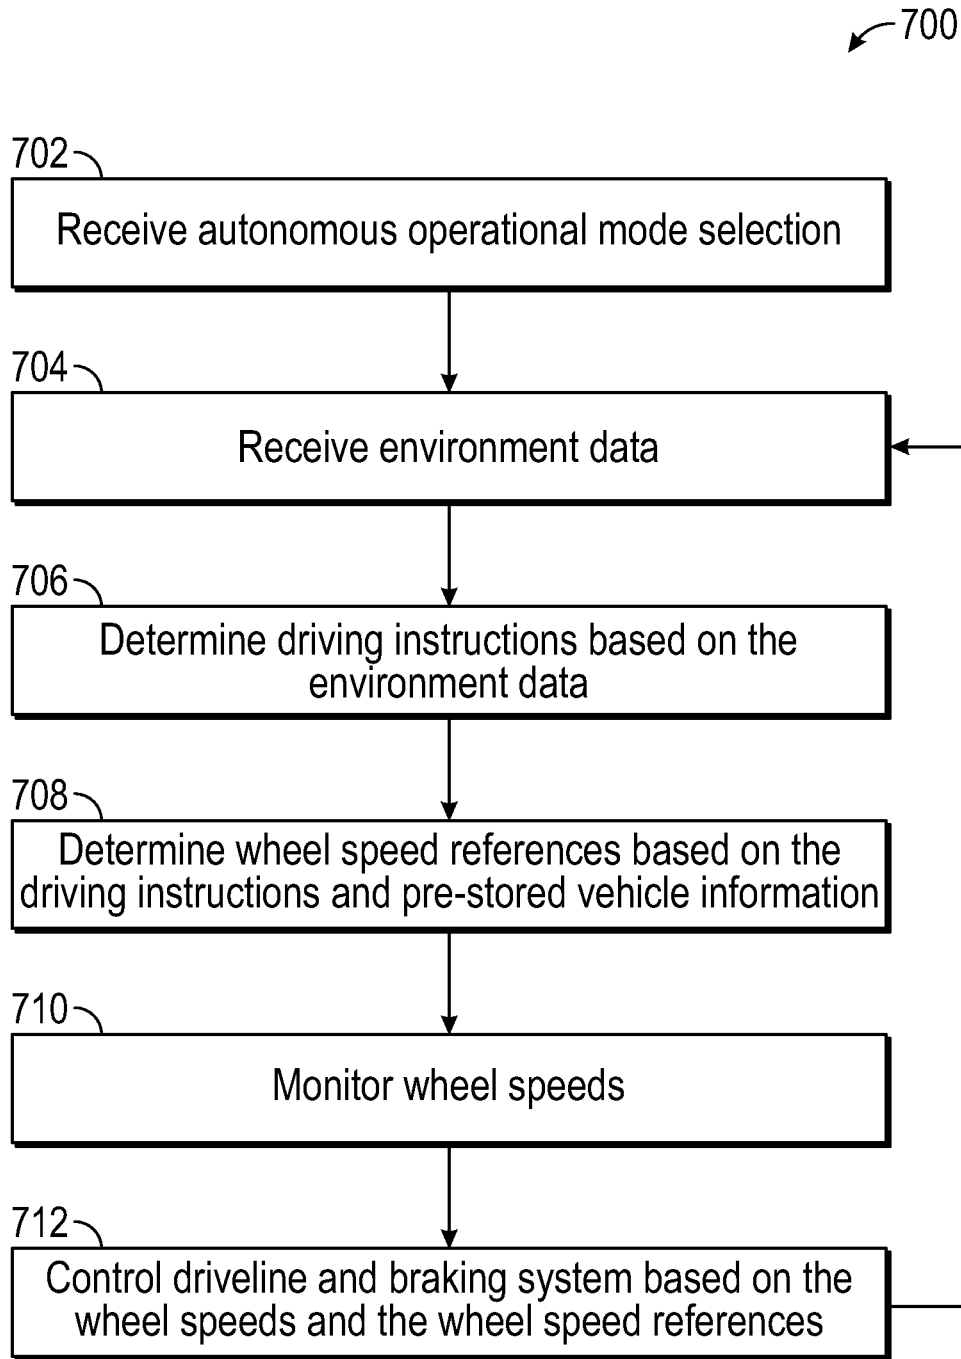 700
702
Receive autonomous operational mode selection
704
Receive environment data
706
Determine driving instructions based on the
environment data
708
Determine wheel speed references based on the
driving instructions and pre-stored vehicle information
710
Monitor wheel speeds
712
Control driveline and braking system based on the
wheel speeds and the wheel speed references